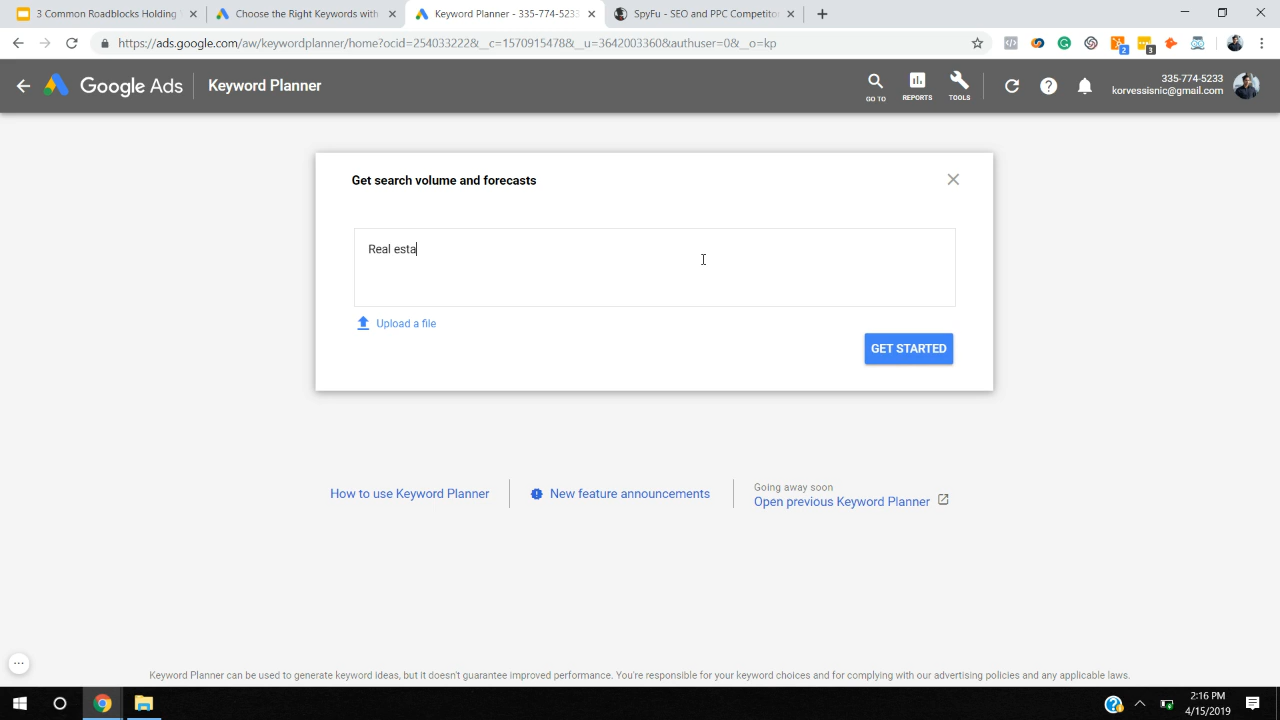 3 Common Roadblocks Holding
Choose the Right Keywords with
Keyword Planner - 335-774-5233
SpyFu - SEO and PPC Competitor
https://ads.google.com/aw/keywordplanner/home?ocid=254033222&__c=1570915478&__u=3642003360&authuser=0&__o=kp
2
3
Google Ads
Keyword Planner
GO TO
REPORTS
TOOLS
335-774-5233
korvessisnic@gmail.com
Get search volume and forecasts
Real esta
Upload a file
GET STARTED
How to use Keyword Planner
New feature announcements
Going away soon
Open previous Keyword Planner
Keyword Planner can be used to generate keyword ideas, but it doesn't guarantee improved performance. You're responsible for your keyword choices and for complying with our advertising policies and any applicable laws.
2:16 PM
4/15/2019